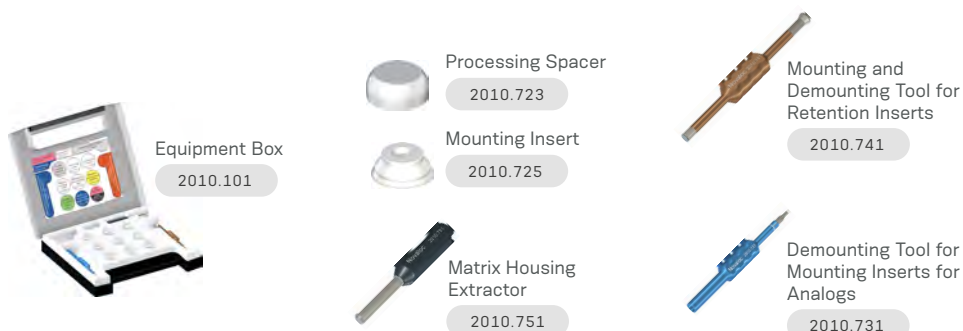 Equipment Box
2010.101
Processing Spacer
2010.723
Mounting Insert
2010.725
Matrix Housing
Extractor
2010.751
Mounting and
Demounting Tool for
Retention Inserts
2010.741
Demounting Tool for
Mounting Inserts for
Analogs
2010.731